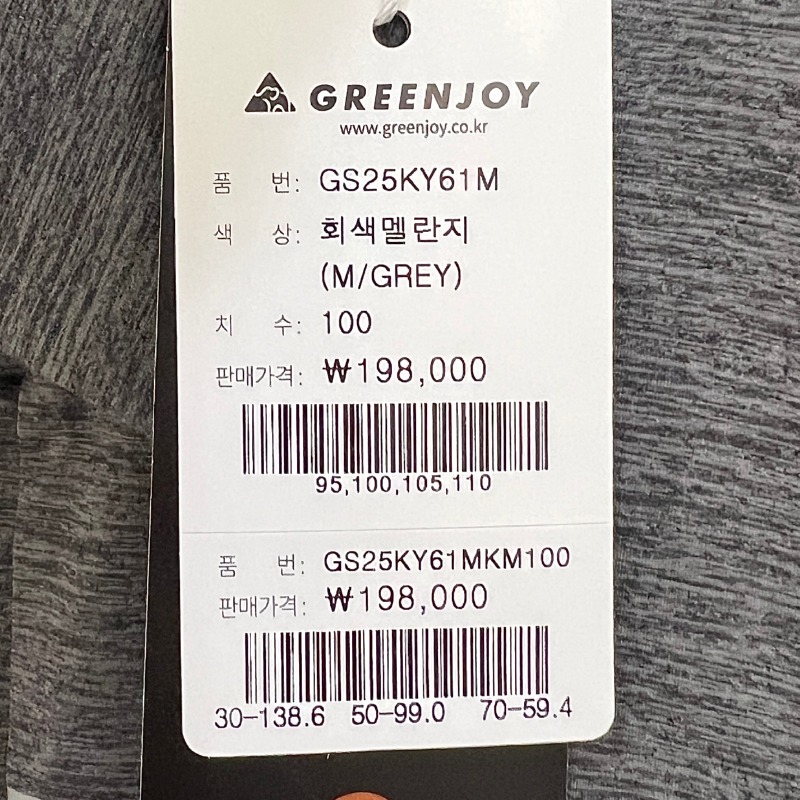 GREENJOY
www.greenjoy.co.kr
품 번: GS25KY61M
색 상: 회색멜란지
(M/GREY)
치 수: 100
판매가격: ₩198,000
95,100,105,110
품 번: GS25KY61MKM100
판매가격: ₩198,000
30-138.6 50-99.0 70-59.4